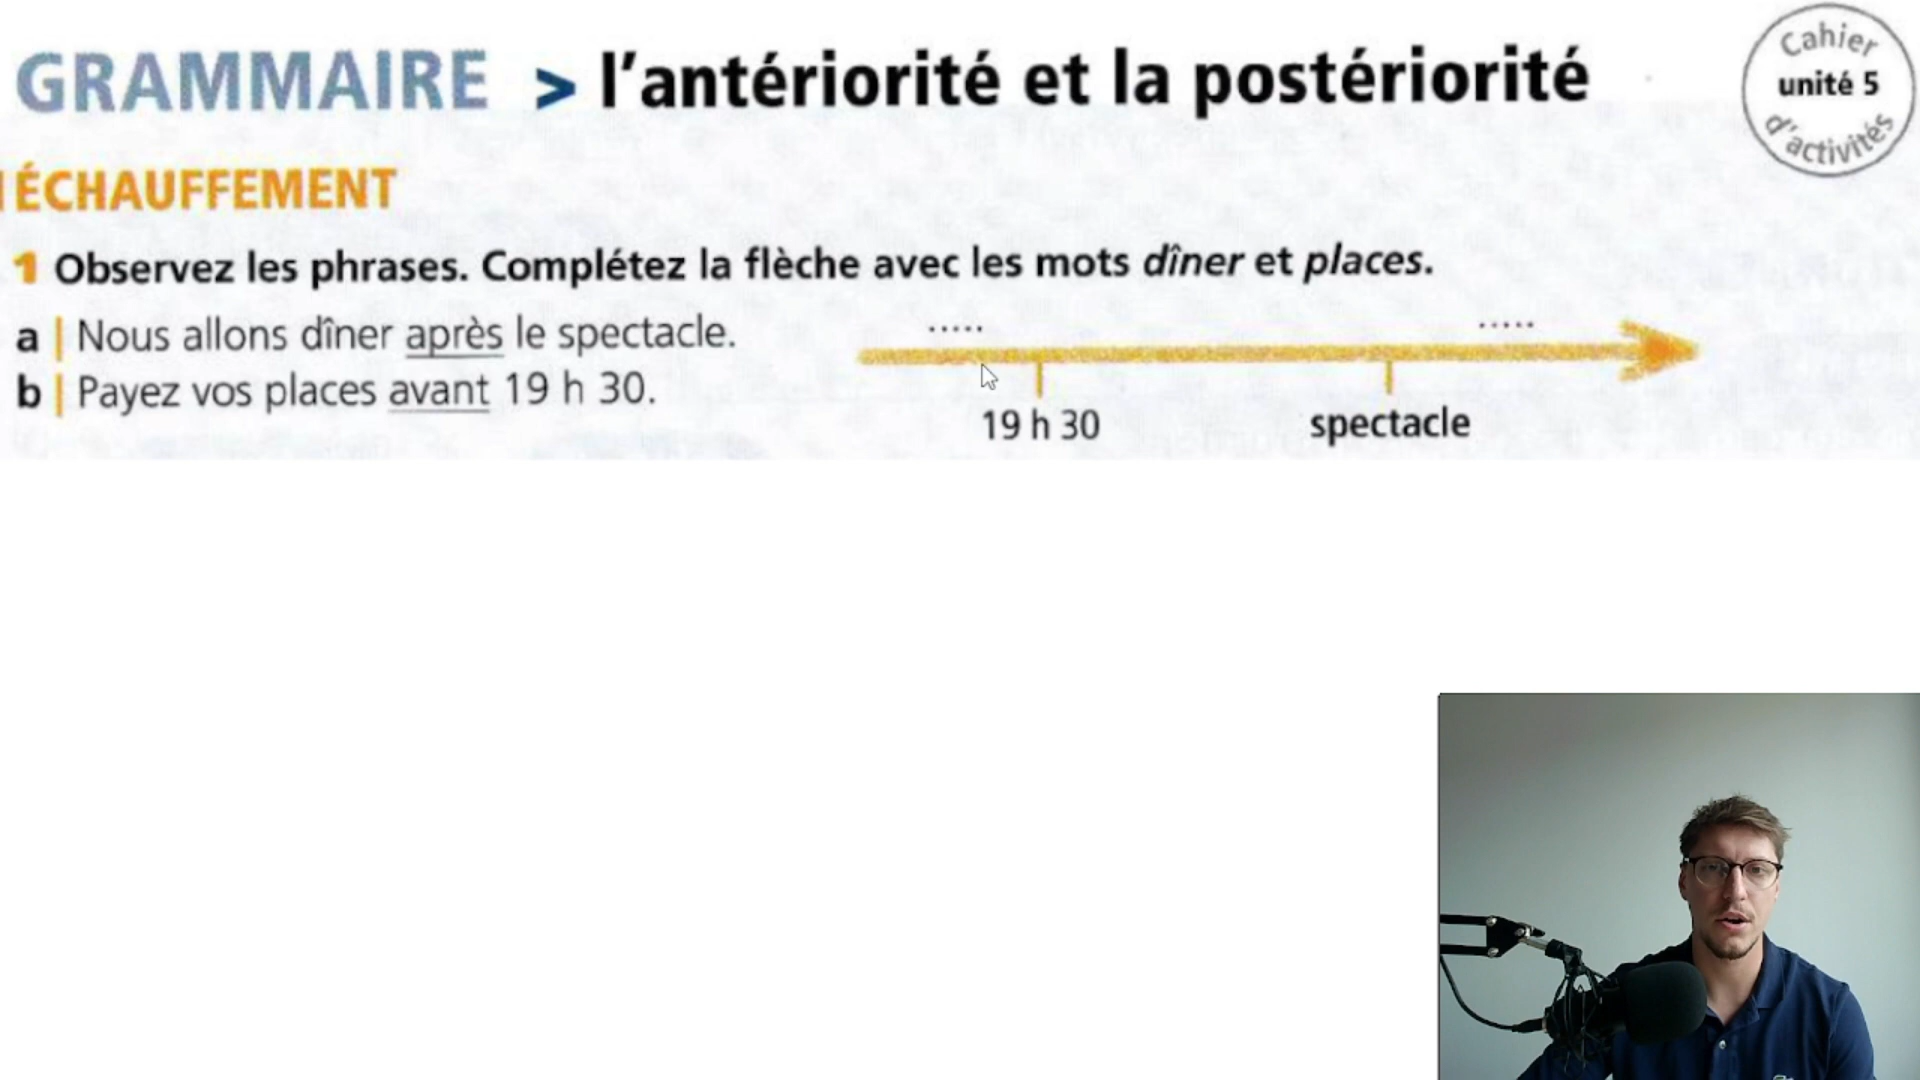 GRAMMAIRE > l'antériorité et la postériorité
Cahier
unité 5
d'activités
ÉCHAUFFEMENT
1 Observez les phrases. Complétez la flèche avec les mots dîner et places.
a | Nous allons dîner après le spectacle.
b | Payez vos places avant 19 h 30.
..... .....
19 h 30 spectacle